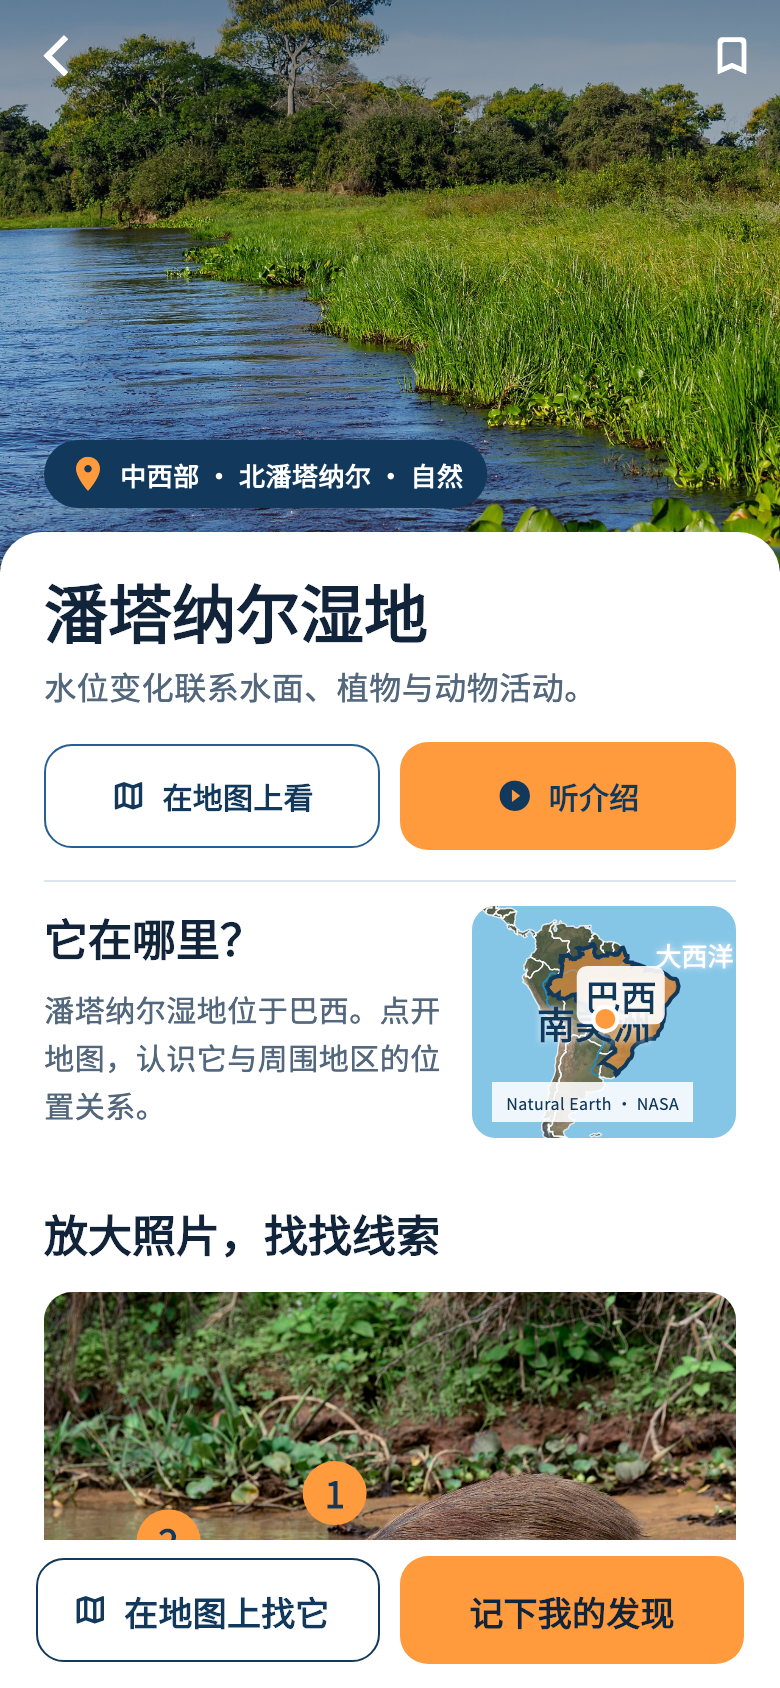 中西部 · 北潘塔纳尔 · 自然
潘塔纳尔湿地
水位变化联系水面、植物与动物活动。
在地图上看
听介绍
它在哪里？
潘塔纳尔湿地位于巴西。点开
地图，认识它与周围地区的位
置关系。
大西洋
巴西
南美洲
Natural Earth · NASA
放大照片，找找线索
1
2
在地图上找它
记下我的发现